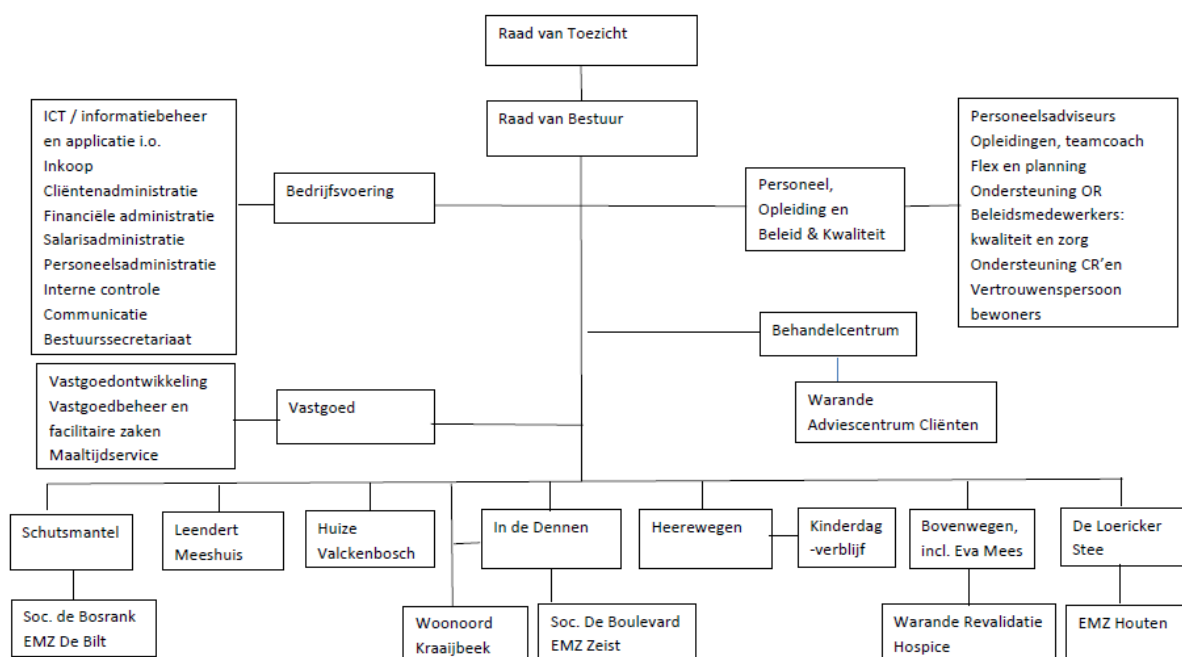 Raad van Toezicht
Raad van Bestuur
ICT / informatiebeheer
en applicatie i.o.
Inkoop
Cliëntenadministratie
Financiële administratie
Salarisadministratie
Personeelsadministratie
Interne controle
Communicatie
Bestuurssecretariaat
Bedrijfsvoering
Personeel,
Opleiding en
Beleid & Kwaliteit
Personeelsadviseurs
Opleidingen, teamcoach
Flex en planning
Ondersteuning OR
Beleidsmedewerkers:
kwaliteit en zorg
Ondersteuning CR’en
Vertrouwenspersoon
bewoners
Behandelcentrum
Warande
Adviescentrum Cliënten
Vastgoedontwikkeling
Vastgoedbeheer en
facilitaire zaken
Maaltijdservice
Vastgoed
Schutsmantel
Leendert
Meeshuis
Huize
Valckenbosch
In de Dennen
Heerewegen
Kinderdag
-verblijf
Bovenwegen,
incl. Eva Mees
De Loericker
Stee
Soc. de Bosrank
EMZ De Bilt
Woonoord
Kraaijbeek
Soc. De Boulevard
EMZ Zeist
Warande Revalidatie
Hospice
EMZ Houten